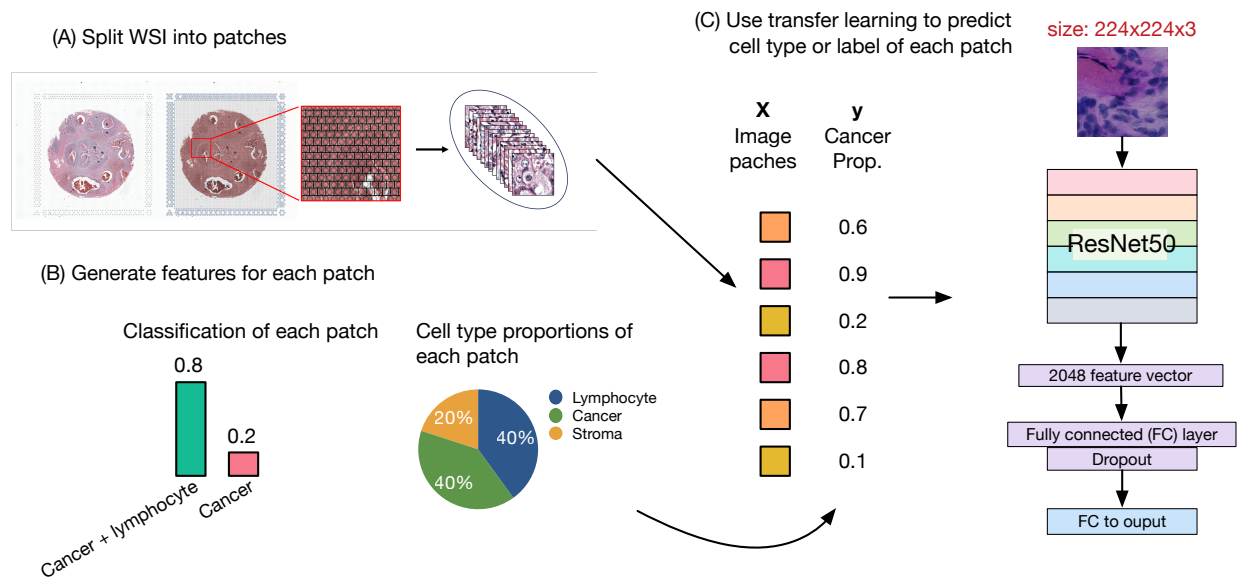 (A) Split WSI into patches
(B) Generate features for each patch
Classification of each patch
0.8
0.2
Cancer + lymphocyte
Cancer
Cell type proportions of
each patch
20%
40%
40%
Lymphocyte
Cancer
Stroma
(C) Use transfer learning to predict
cell type or label of each patch
X
Image
paches
y
Cancer
Prop.
0.6
0.9
0.2
0.8
0.7
0.1
size: 224x224x3
ResNet50
2048 feature vector
Fully connected (FC) layer
Dropout
FC to ouput